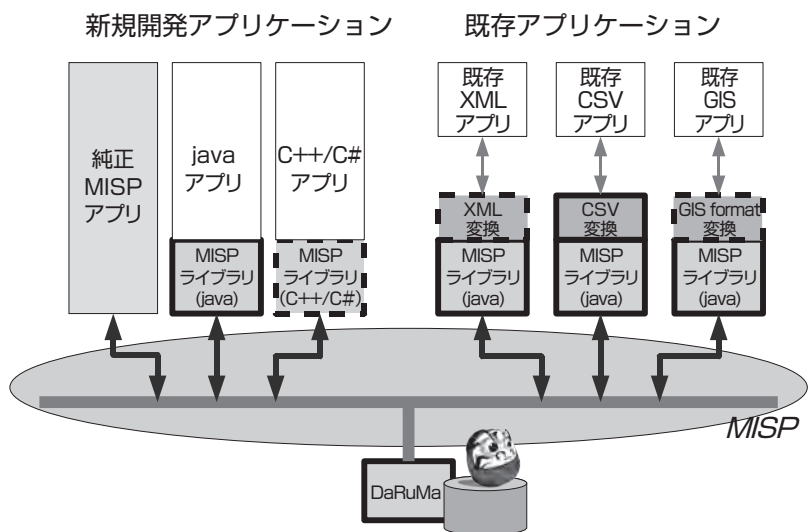 新規開発アプリケーション
既存アプリケーション
純正
MISP
アプリ
java
アプリ
C++/C#
アプリ
既存
XML
アプリ
既存
CSV
アプリ
既存
GIS
アプリ
XML
変換
CSV
変換
GIS format
変換
MISP
ライブラリ
(java)
MISP
ライブラリ
(C++/C#)
MISP
ライブラリ
(java)
MISP
ライブラリ
(java)
MISP
ライブラリ
(java)
MISP
DaRuMa